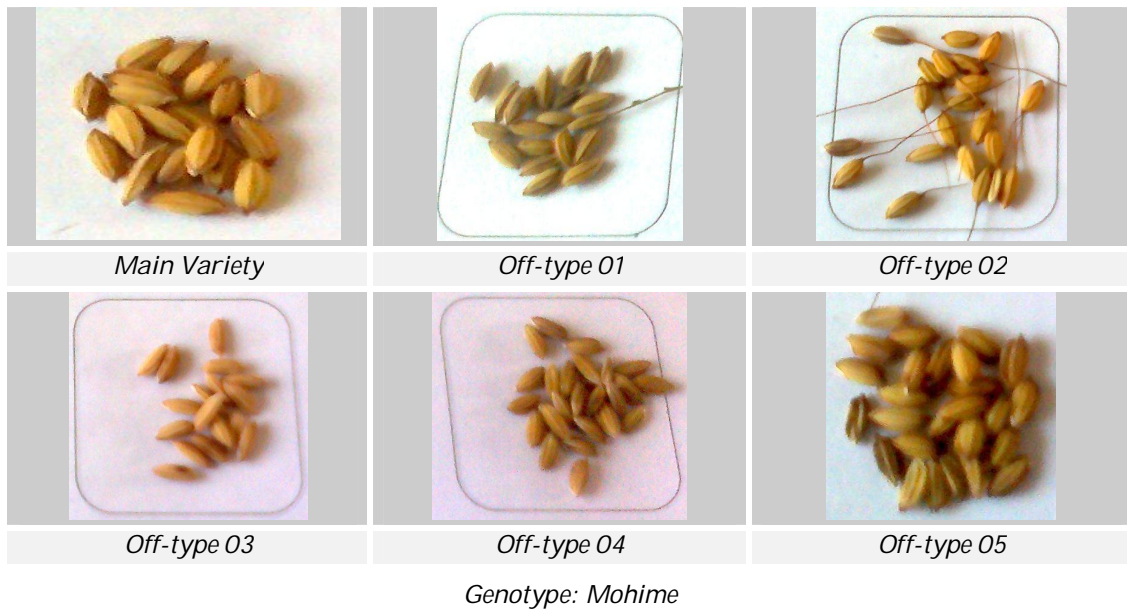 Main Variety
Off-type 01
Off-type 02
Off-type 03
Off-type 04
Off-type 05
Genotype: Mohime